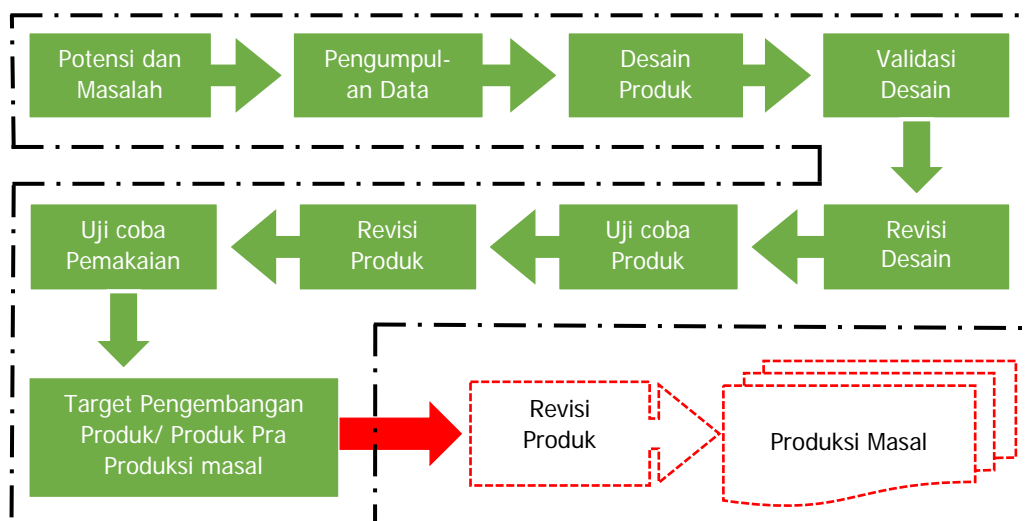 Potensi dan
Masalah
Pengumpul-
an Data
Desain
Produk
Validasi
Desain
Revisi
Desain
Uji coba
Produk
Revisi
Produk
Uji coba
Pemakaian
Target Pengembangan
Produk/ Produk Pra
Produksi masal
Revisi
Produk
Produksi Masal